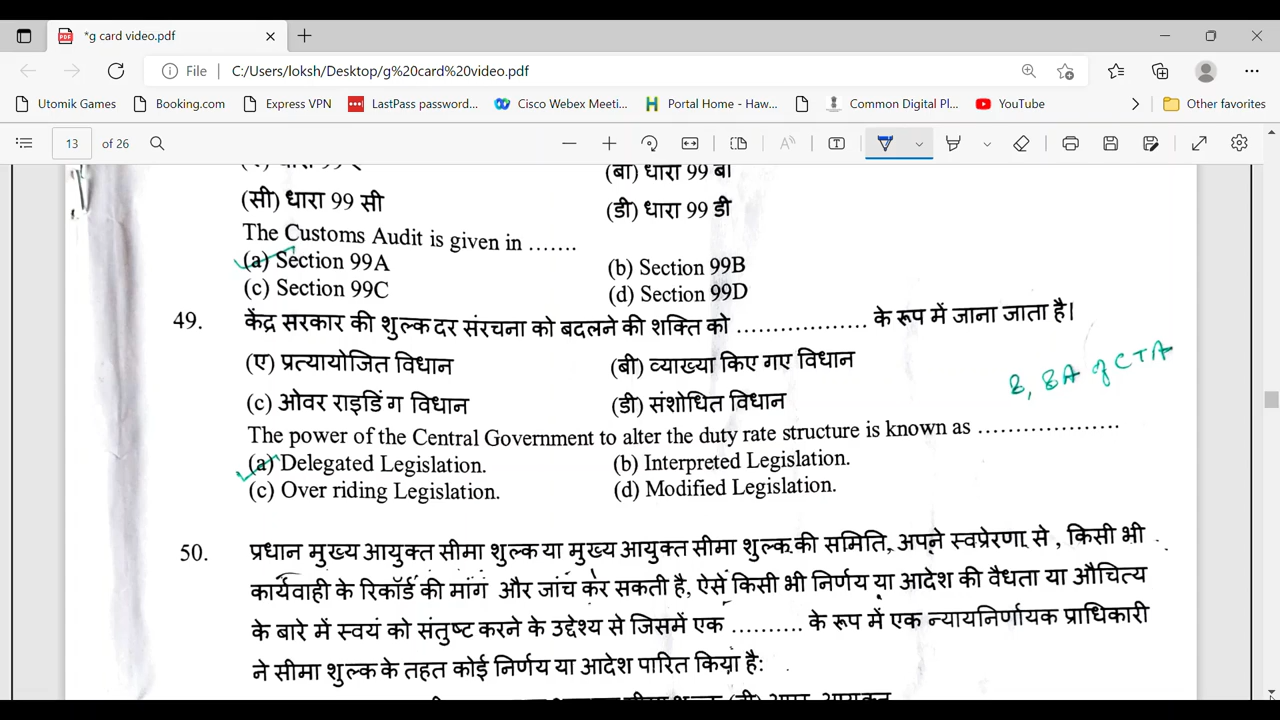 *g card video.pdf
File C:/Users/loksh/Desktop/g%20card%20video.pdf
Utomik Games Booking.com Express VPN LastPass password... Cisco Webex Meeti... Portal Home - Haw... Common Digital Pl... YouTube Other favorites
13 of 26
(बी) धारा 99 बी
(सी) धारा 99 सी (डी) धारा 99 डी
The Customs Audit is given in …….
(a) Section 99A (b) Section 99B
(c) Section 99C (d) Section 99D
49. केंद्र सरकार की शुल्क दर संरचना को बदलने की शक्ति को ……………… के रूप में जाना जाता है।
(ए) प्रत्यायोजित विधान (बी) व्याख्या किए गए विधान
8, 8A of CTA
(c) ओवर राइडिंग विधान (डी) संशोधित विधान
The power of the Central Government to alter the duty rate structure is known as ………………….
(a) Delegated Legislation. (b) Interpreted Legislation.
(c) Over riding Legislation. (d) Modified Legislation.
50. प्रधान मुख्य आयुक्त सीमा शुल्क या मुख्य आयुक्त सीमा शुल्क की समिति, अपने स्वप्रेरणा से , किसी भी
कार्यवाही के रिकॉर्ड की मांग और जांच कर सकती है, ऐसे किसी भी निर्णय या आदेश की वैधता या औचित्य
के बारे में स्वयं को संतुष्ट करने के उद्देश्य से जिसमें एक ………. के रूप में एक न्यायनिर्णायक प्राधिकारी
ने सीमा शुल्क के तहत कोई निर्णय या आदेश पारित किया है: